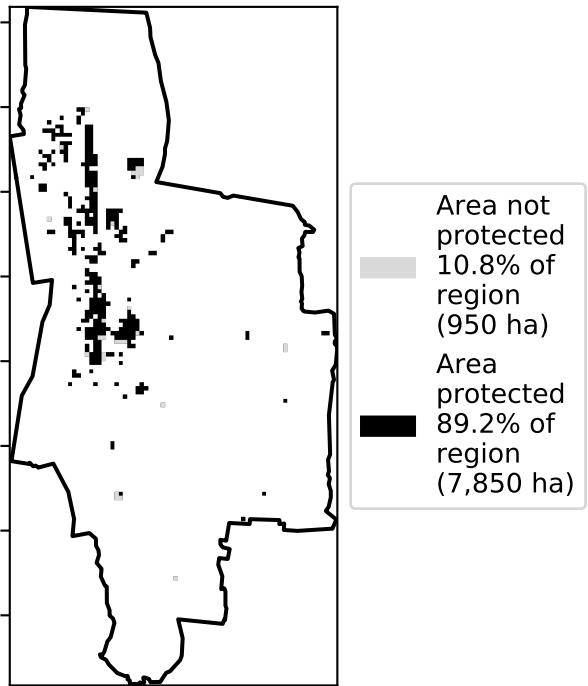 Area not
protected
10.8% of
region
(950 ha)
Area
protected
89.2% of
region
(7,850 ha)